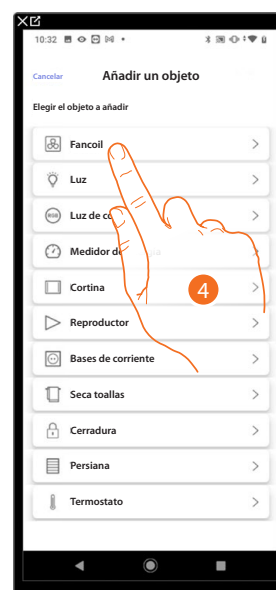 10:32
Cancelar Añadir un objeto
Elegir el objeto a añadir
Fancoil
Luz
RGB Luz de co
Medidor de
Cortina
4
Reproductor
Bases de corriente
Seca toallas
Cerradura
Persiana
Termostato